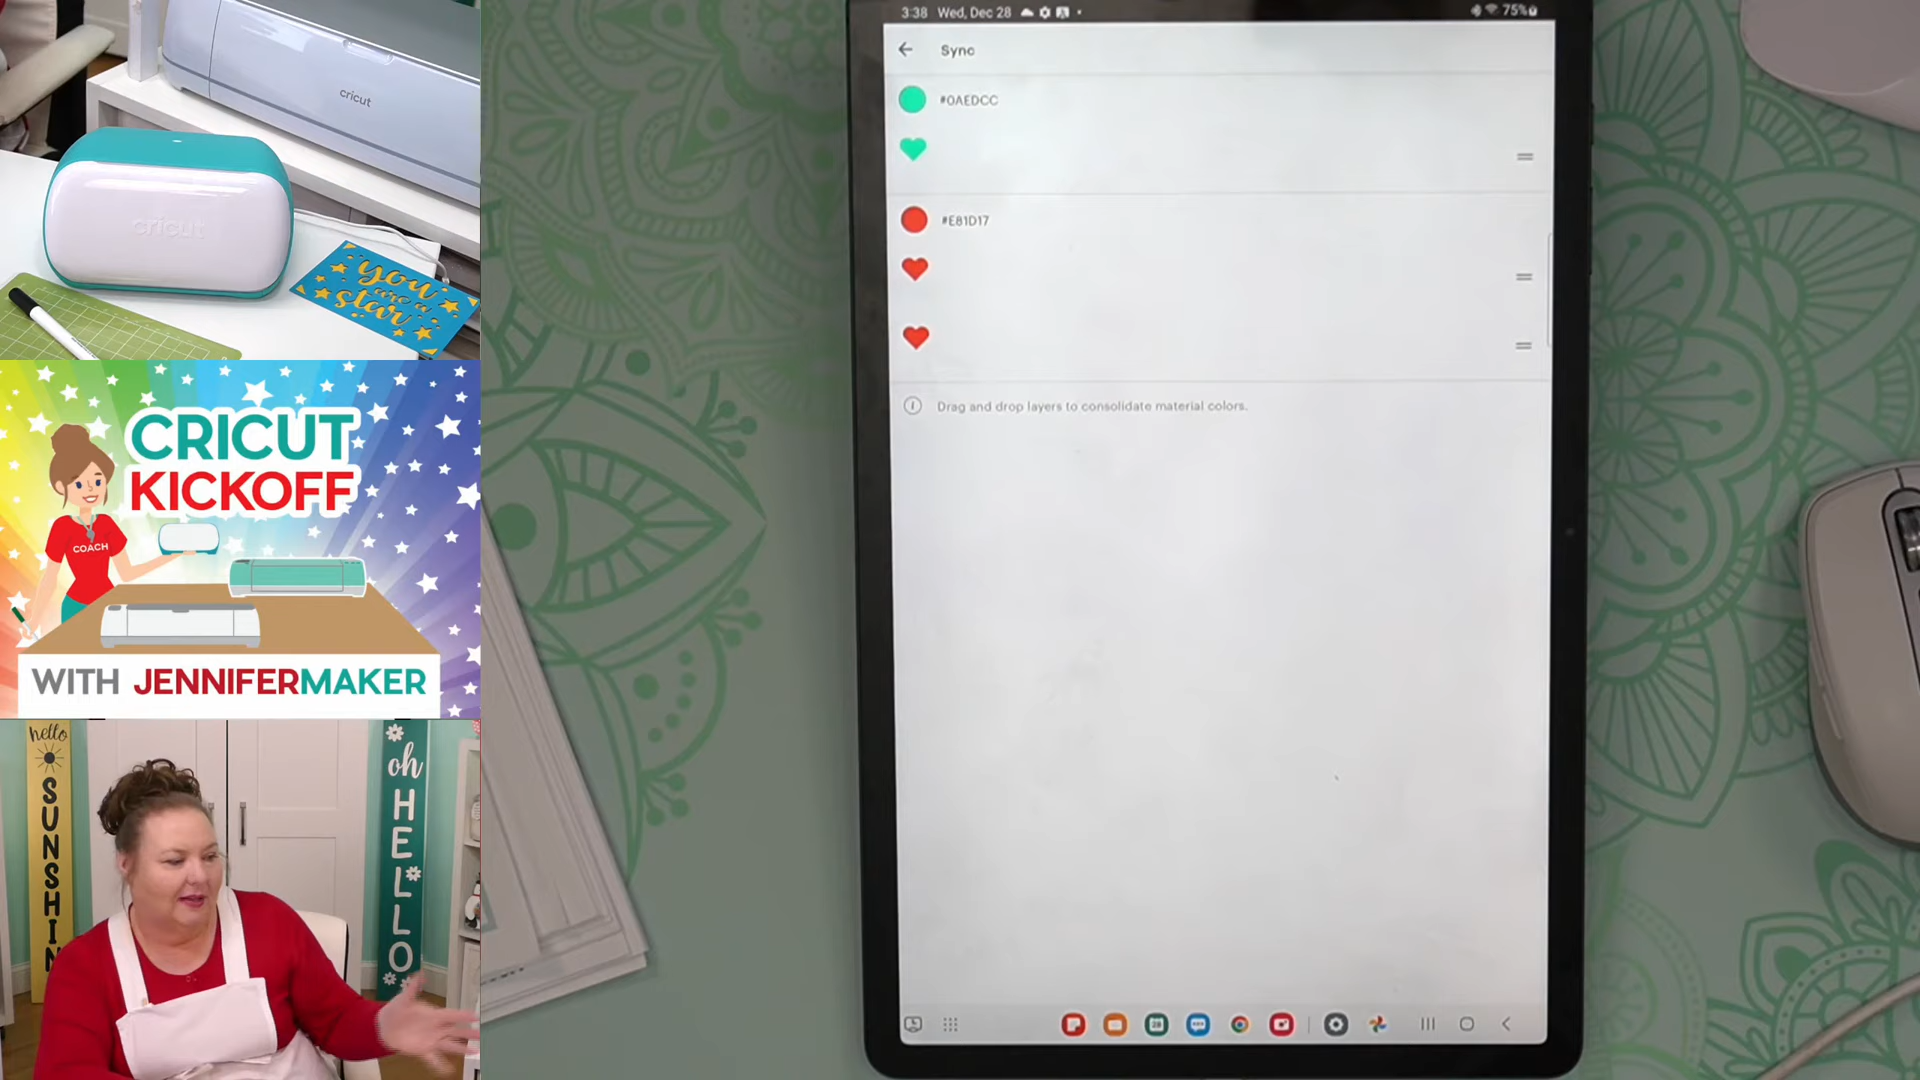 cricut
cricut
you
are a
star
CRICUT
KICKOFF
COACH
WITH JENNIFERMAKER
hello
SUNSHIN
oh
HELLO
3:38 Wed, Dec 28
75%
Sync
#0AEDCC
#E81D17
Drag and drop layers to consolidate material colors.
28